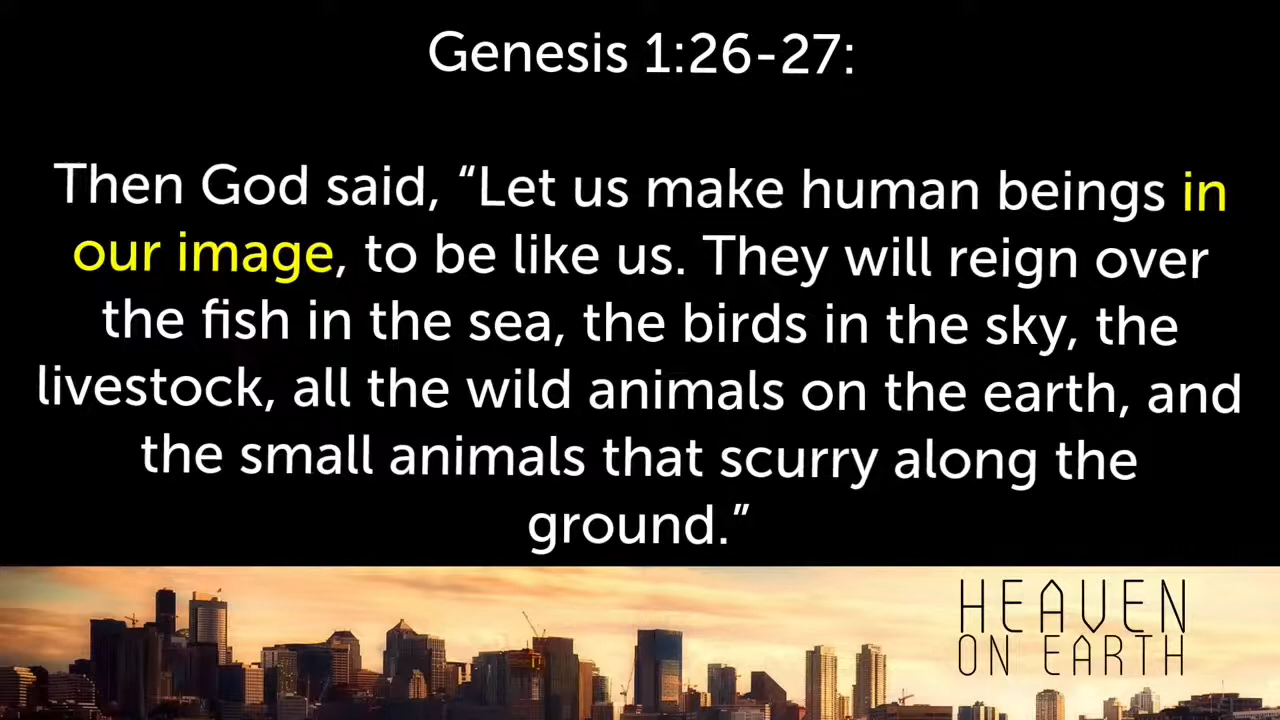 Genesis 1:26-27:
Then God said, “Let us make human beings in
our image, to be like us. They will reign over
the fish in the sea, the birds in the sky, the
livestock, all the wild animals on the earth, and
the small animals that scurry along the
ground.”
HEAVEN
ON EARTH